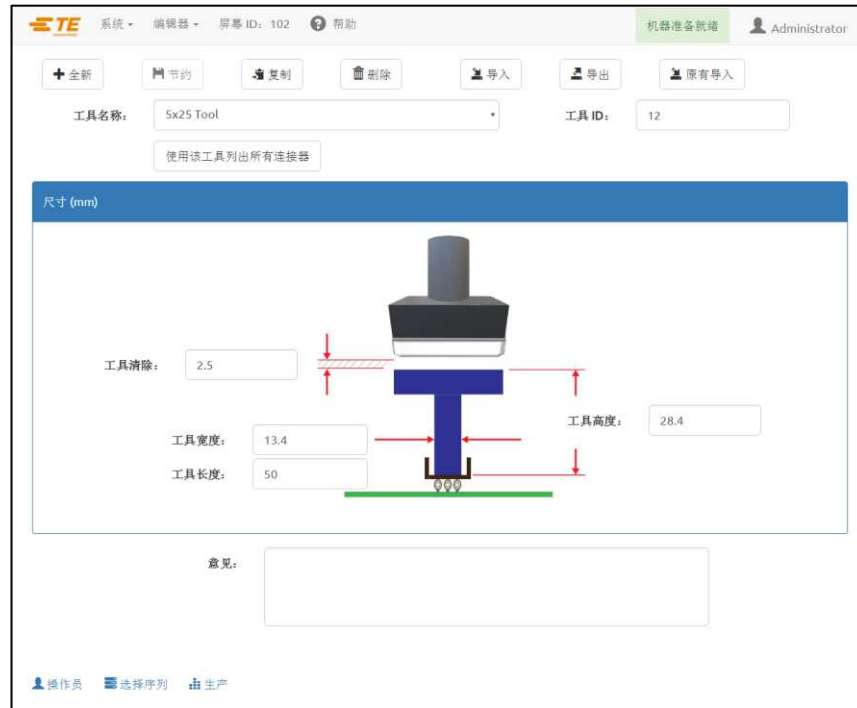 TE 系统 编辑器 屏幕 ID: 102 帮助 机器准备就绪 Administrator
全新 节约 复制 删除 导入 导出 原有导入
工具名称: 5x25 Tool 工具 ID: 12
使用该工具列出所有连接器
尺寸 (mm)
工具清除: 2.5
工具高度: 28.4
工具宽度: 13.4
工具长度: 50
意见:
操作员 选择序列 生产